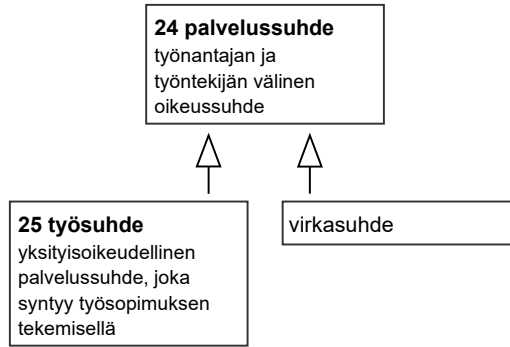 24 palvelussuhde
työnantajan ja
työntekijän välinen
oikeussuhde
25 työsuhde
yksityisoikeudellinen
palvelussuhde, joka
syntyy työsopimuksen
tekemisellä
virkasuhde